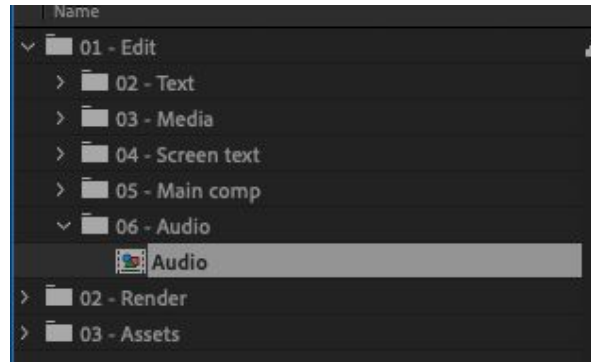 Name
01 - Edit
02 - Text
03 - Media
04 - Screen text
05 - Main comp
06 - Audio
Audio
02 - Render
03 - Assets